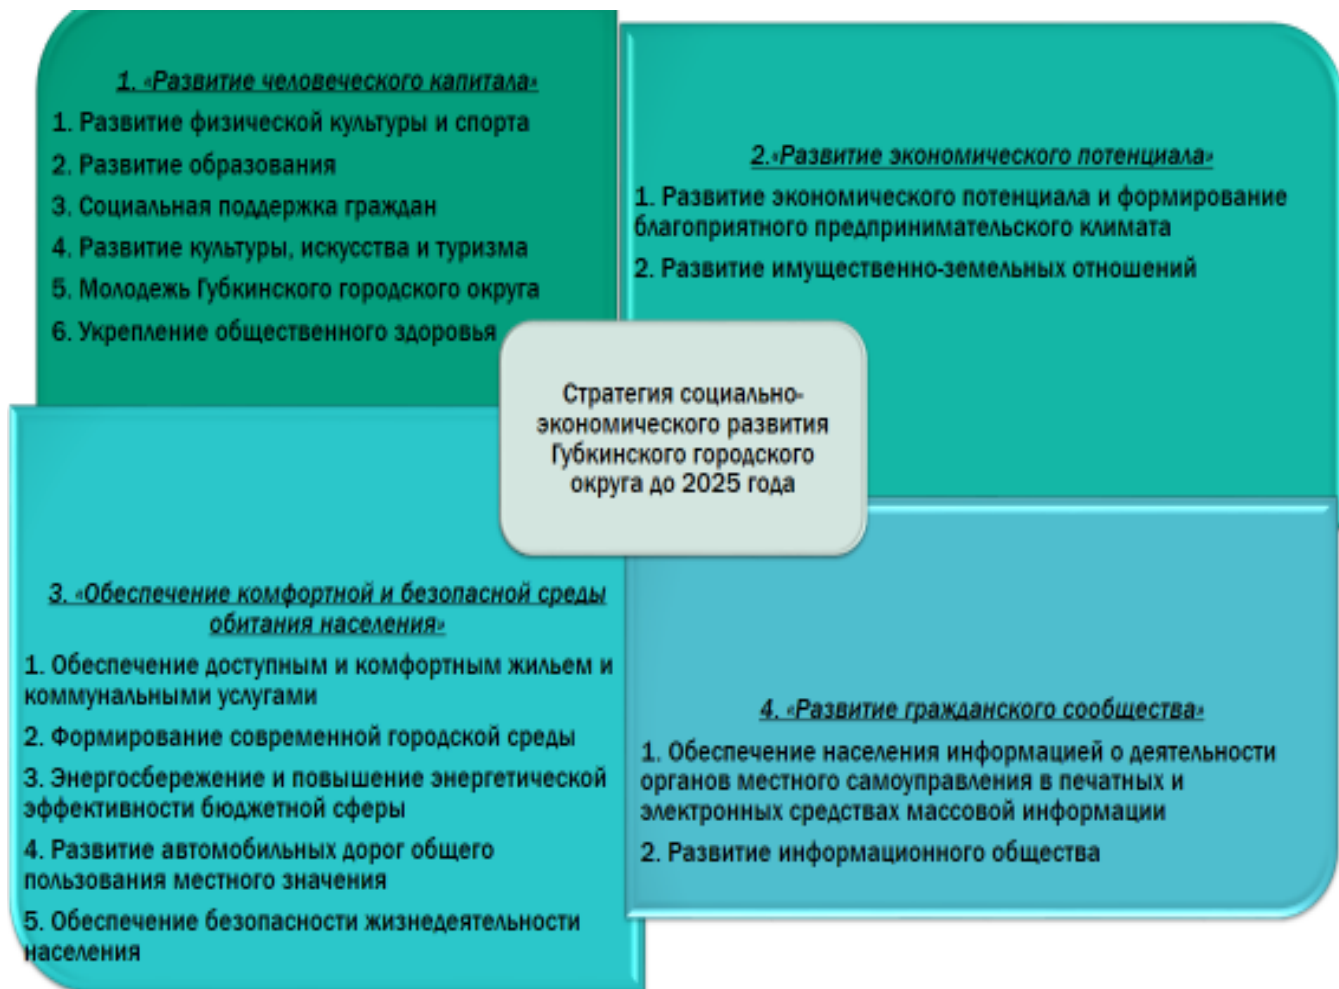 1. «Развитие человеческого капитала»
1. Развитие физической культуры и спорта
2. Развитие образования
3. Социальная поддержка граждан
4. Развитие культуры, искусства и туризма
5. Молодежь Губкинского городского округа
6. Укрепление общественного здоровья
2.«Развитие экономического потенциала»
1. Развитие экономического потенциала и формирование
благоприятного предпринимательского климата
2. Развитие имущественно-земельных отношений
Стратегия социально-
экономического развития
Губкинского городского
округа до 2025 года
3. «Обеспечение комфортной и безопасной среды
обитания населения»
1. Обеспечение доступным и комфортным жильем и
коммунальными услугами
2. Формирование современной городской среды
3. Энергосбережение и повышение энергетической
эффективности бюджетной сферы
4. Развитие автомобильных дорог общего
пользования местного значения
5. Обеспечение безопасности жизнедеятельности
населения
4. «Развитие гражданского сообщества»
1. Обеспечение населения информацией о деятельности
органов местного самоуправления в печатных и
электронных средствах массовой информации
2. Развитие информационного общества